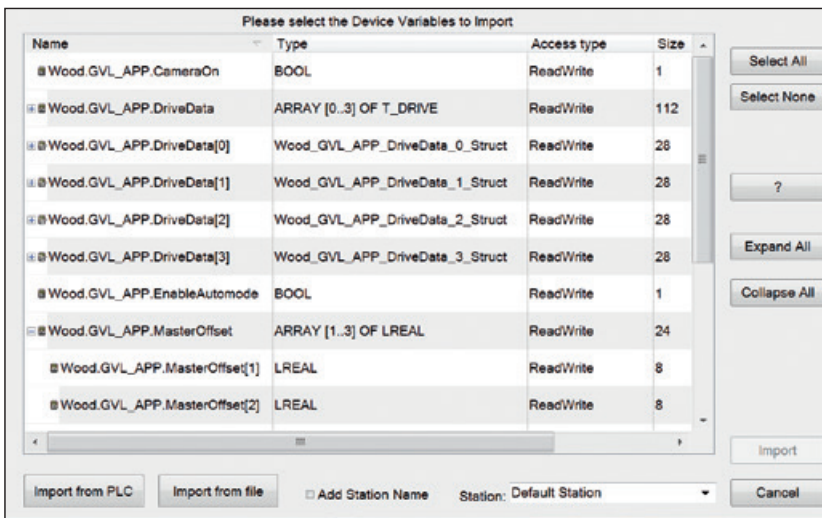 Please select the Device Variables to Import
Name Type Access type Size
Wood.GVL_APP.CameraOn BOOL ReadWrite 1
Wood.GVL_APP.DriveData ARRAY [0..3] OF T_DRIVE ReadWrite 112
Wood.GVL_APP.DriveData[0] Wood_GVL_APP_DriveData_0_Struct ReadWrite 28
Wood.GVL_APP.DriveData[1] Wood_GVL_APP_DriveData_1_Struct ReadWrite 28
Wood.GVL_APP.DriveData[2] Wood_GVL_APP_DriveData_2_Struct ReadWrite 28
Wood.GVL_APP.DriveData[3] Wood_GVL_APP_DriveData_3_Struct ReadWrite 28
Wood.GVL_APP.EnableAutomode BOOL ReadWrite 1
Wood.GVL_APP.MasterOffset ARRAY [1..3] OF LREAL ReadWrite 24
Wood.GVL_APP.MasterOffset[1] LREAL ReadWrite 8
Wood.GVL_APP.MasterOffset[2] LREAL ReadWrite 8
Select All
Select None
?
Expand All
Collapse All
Import
Import from PLC Import from file Add Station Name Station: Default Station Cancel